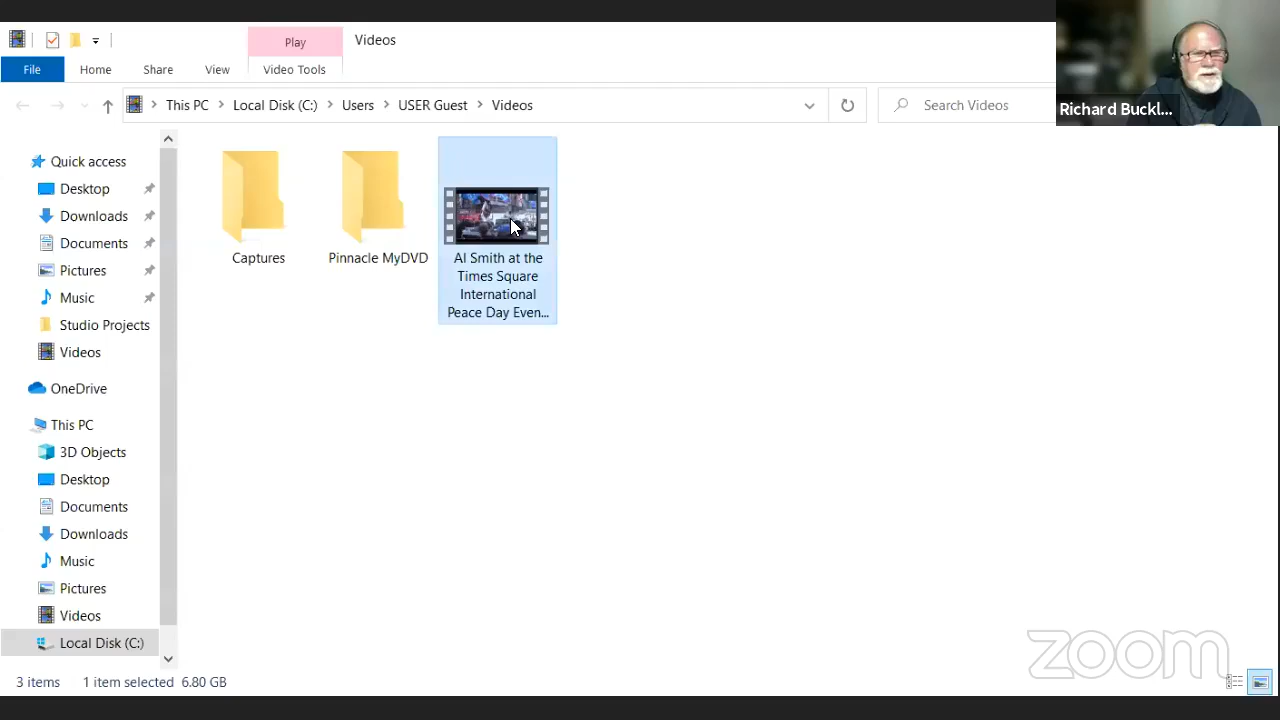 Play
Videos
File
Home
Share
View
Video Tools
This PC
Local Disk (C:)
Users
USER Guest
Videos
Search Videos
Richard Buckl...
Quick access
Desktop
Downloads
Documents
Pictures
Music
Studio Projects
Videos
OneDrive
This PC
3D Objects
Desktop
Documents
Downloads
Music
Pictures
Videos
Local Disk (C:)
Captures
Pinnacle MyDVD
Al Smith at the
Times Square
International
Peace Day Even...
3 items
1 item selected
6.80 GB
zoom